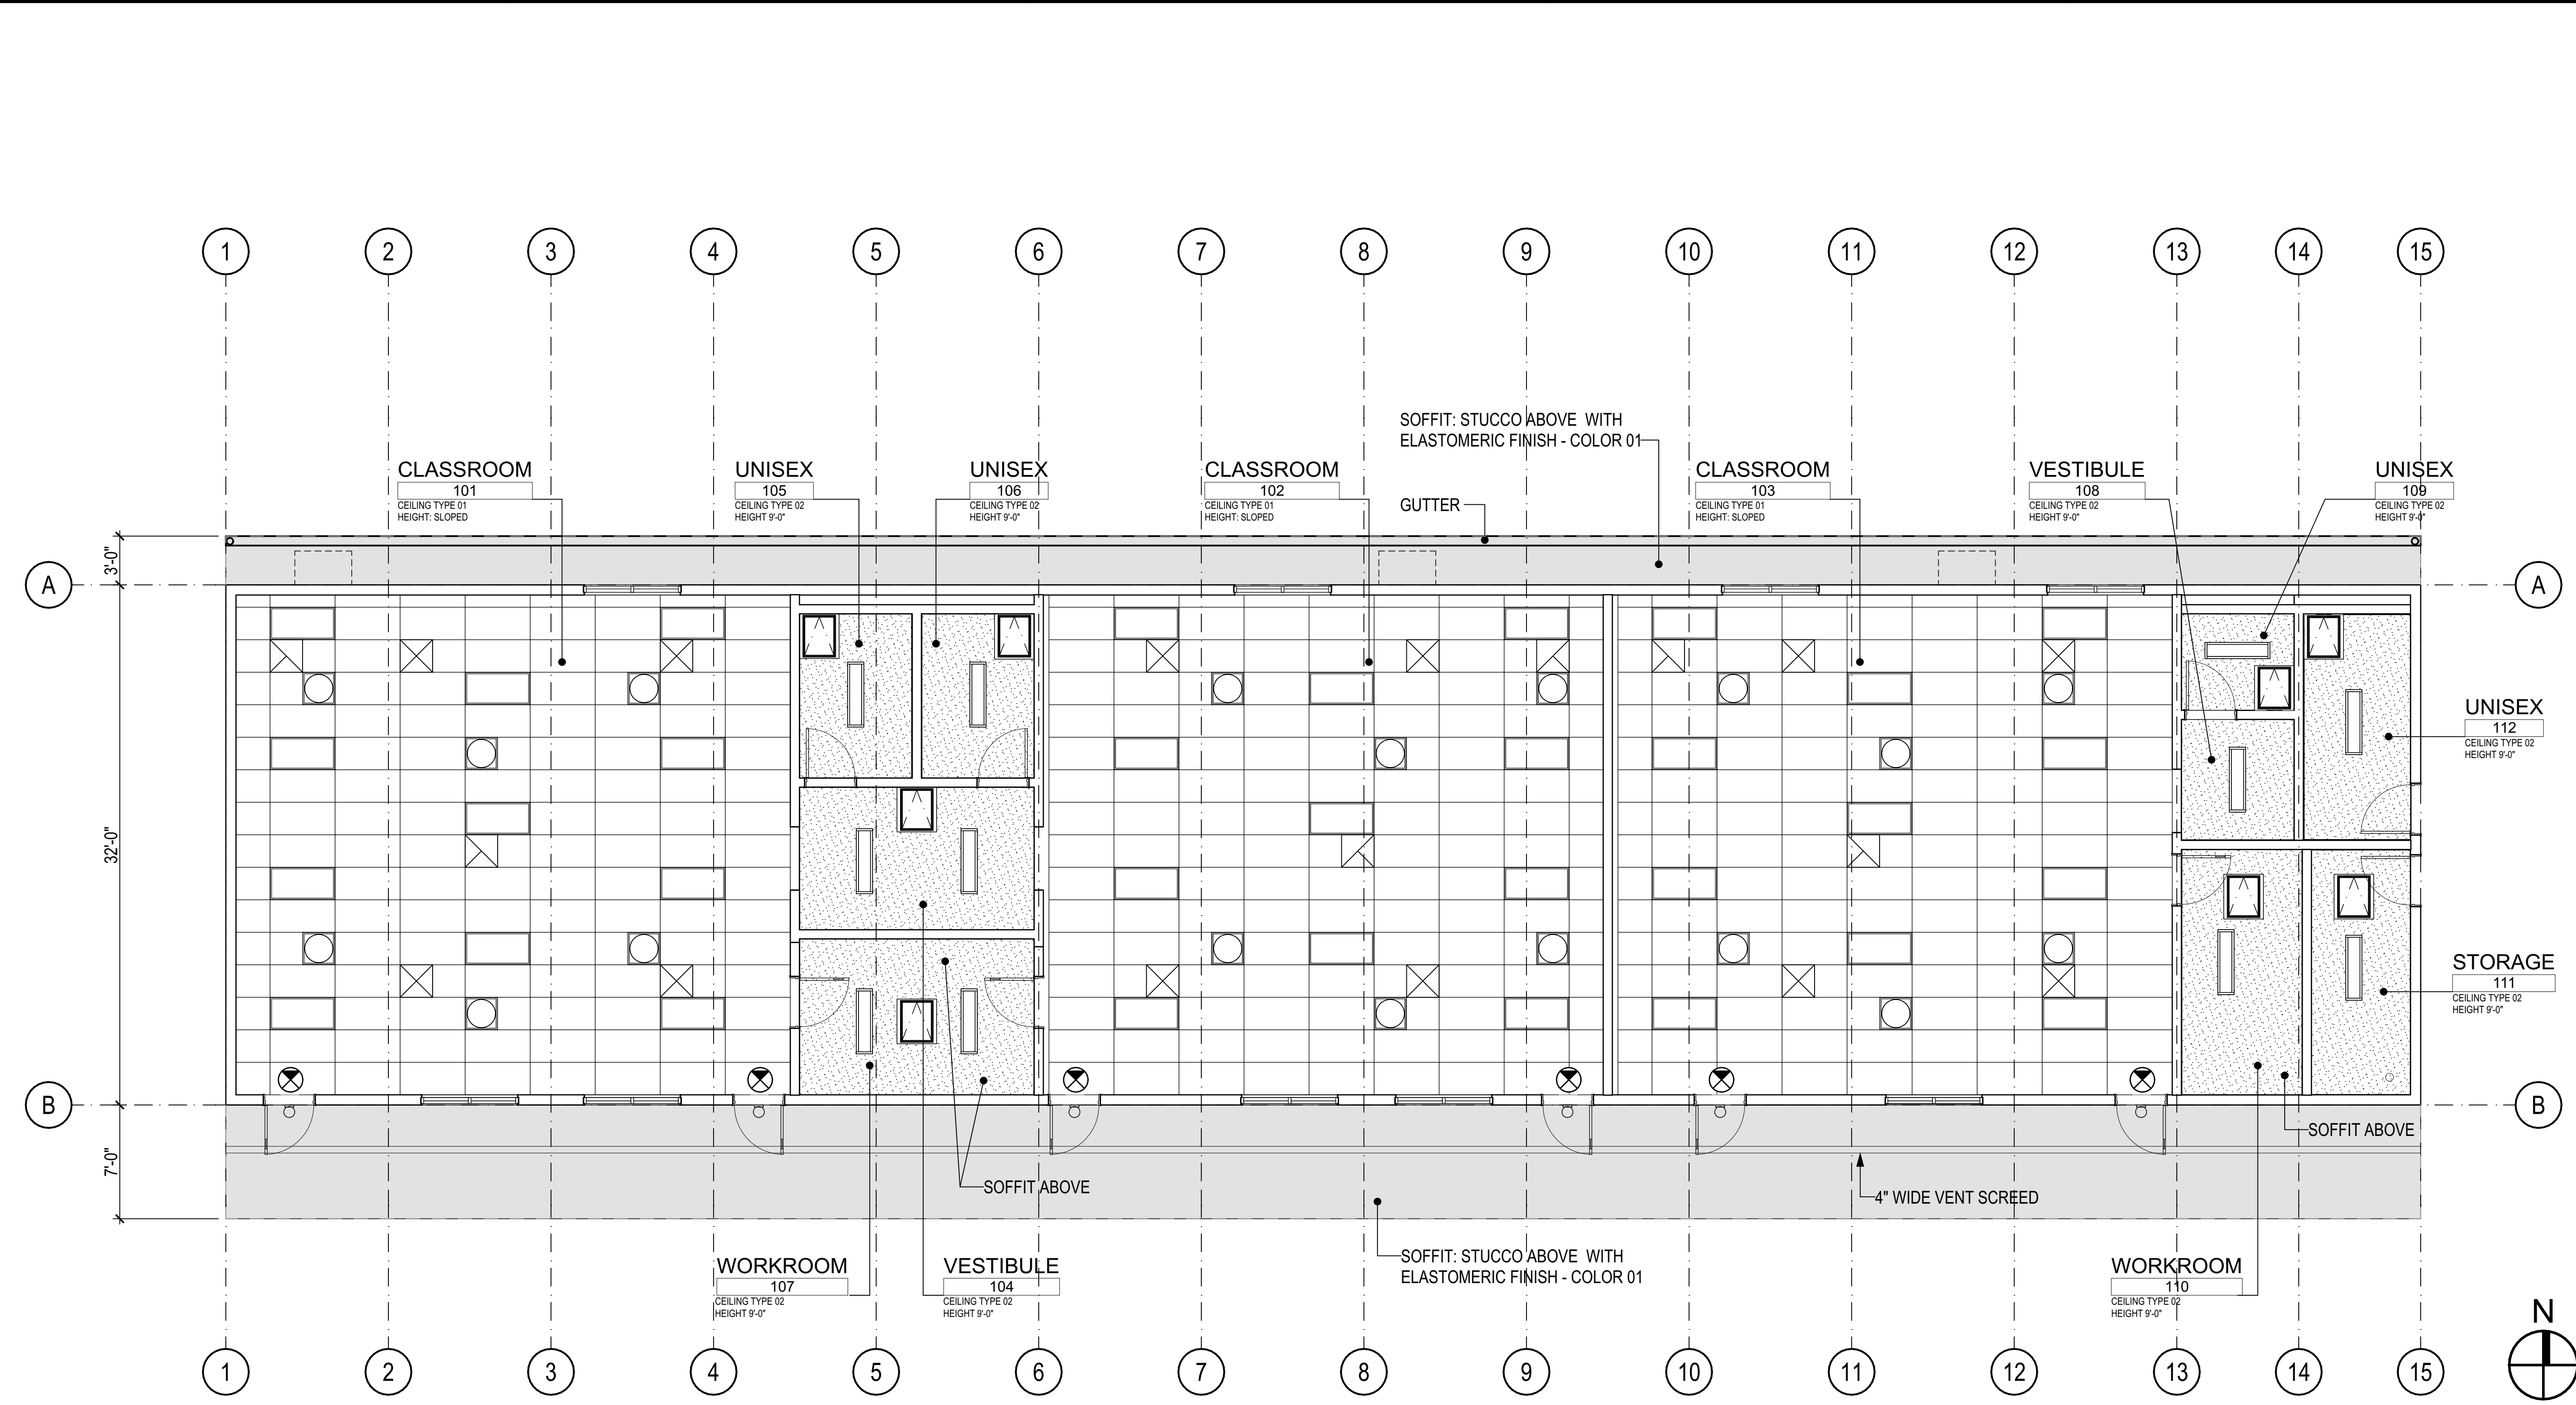 1 2 3 4 5 6 7 8 9 10 11 12 13 14 15
SOFFIT: STUCCO ABOVE WITH
ELASTOMERIC FINISH - COLOR 01
GUTTER
CLASSROOM
101
CEILING TYPE 01
HEIGHT: SLOPED
UNISEX
105
CEILING TYPE 02
HEIGHT 9'-0"
UNISEX
106
CEILING TYPE 02
HEIGHT 9'-0"
CLASSROOM
102
CEILING TYPE 01
HEIGHT: SLOPED
CLASSROOM
103
CEILING TYPE 01
HEIGHT: SLOPED
VESTIBULE
108
CEILING TYPE 02
HEIGHT 9'-0"
UNISEX
109
CEILING TYPE 02
HEIGHT 9'-0"
3'-0"
A
A
UNISEX
112
CEILING TYPE 02
HEIGHT 9'-0"
32'-0"
STORAGE
111
CEILING TYPE 02
HEIGHT 9'-0"
B
B
SOFFIT ABOVE
7'-0"
SOFFIT ABOVE
4" WIDE VENT SCREED
SOFFIT: STUCCO ABOVE WITH
ELASTOMERIC FINISH - COLOR 01
WORKROOM
107
CEILING TYPE 02
HEIGHT 9'-0"
VESTIBULE
104
CEILING TYPE 02
HEIGHT 9'-0"
WORKROOM
110
CEILING TYPE 02
HEIGHT 9'-0"
N
1 2 3 4 5 6 7 8 9 10 11 12 13 14 15